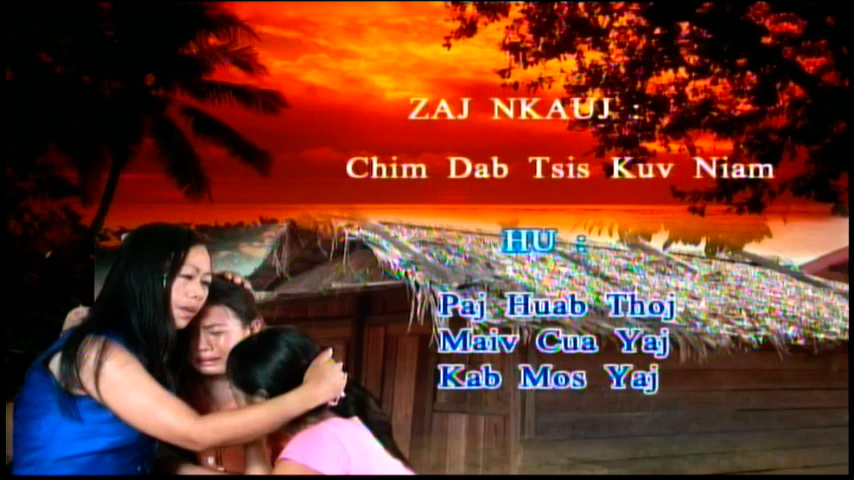 ZAJ NKAUJ :
Chim Dab Tsis Kuv Niam
HU :
Paj Huab Thoj
Maiv Cua Yaj
Kab Mos Yaj